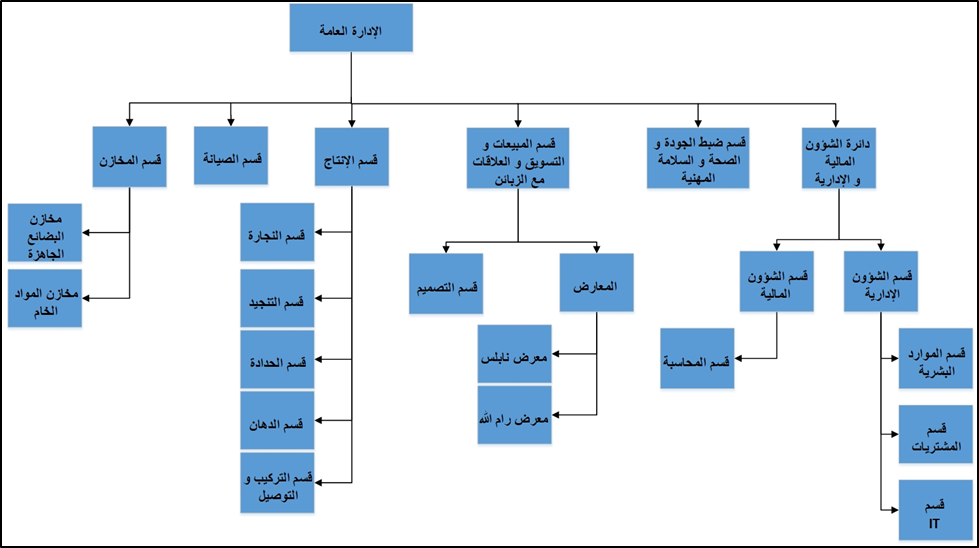 الإدارة العامة
دائرة الشؤون
المالية
و الإدارية
قسم ضبط الجودة و
الصحة و السلامة
المهنية
قسم المبيعات و
التسويق و العلاقات
مع الزبائن
قسم الإنتاج
قسم الصيانة
قسم المخازن
قسم الشؤون
الإدارية
قسم الشؤون
المالية
قسم الموارد
البشرية
قسم
المشتريات
قسم
IT
قسم المحاسبة
المعارض
قسم التصميم
معرض نابلس
معرض رام الله
قسم النجارة
قسم التنجيد
قسم الحدادة
قسم الدهان
قسم التركيب و
التوصيل
مخازن
البضائع
الجاهزة
مخازن المواد
الخام